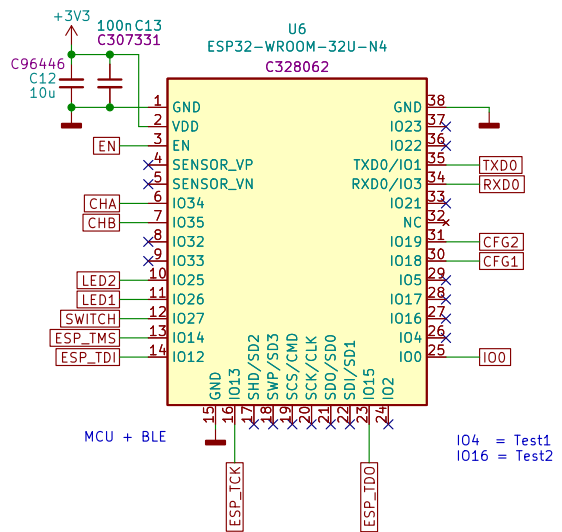 +3V3
100nC13
C307331
C96446
C12
10u
U6
ESP32-WROOM-32U-N4
C328062
1 GND
2 VDD
EN 3 EN
4 SENSOR_VP
5 SENSOR_VN
CHA 6 IO34
CHB 7 IO35
8 IO32
9 IO33
LED2 10 IO25
LED1 11 IO26
SWITCH 12 IO27
ESP_TMS 13 IO14
ESP_TDI 14 IO12
GND 38
IO23 37
IO22 36
TXD0/IO1 35 TXD0
RXD0/IO3 34 RXD0
IO21 33
NC 32
IO19 31 CFG2
IO18 30 CFG1
IO5 29
IO17 28
IO16 27
IO4 26
IO0 25 IO0
GND 15
IO13 16 ESP_TCK
SHD/SD2 17
SWP/SD3 18
SCS/CMD 19
SCK/CLK 20
SDO/SD0 21
SDI/SD1 22
IO15 23 ESP_TDO
IO2 24
MCU + BLE
IO4 = Test1
IO16 = Test2